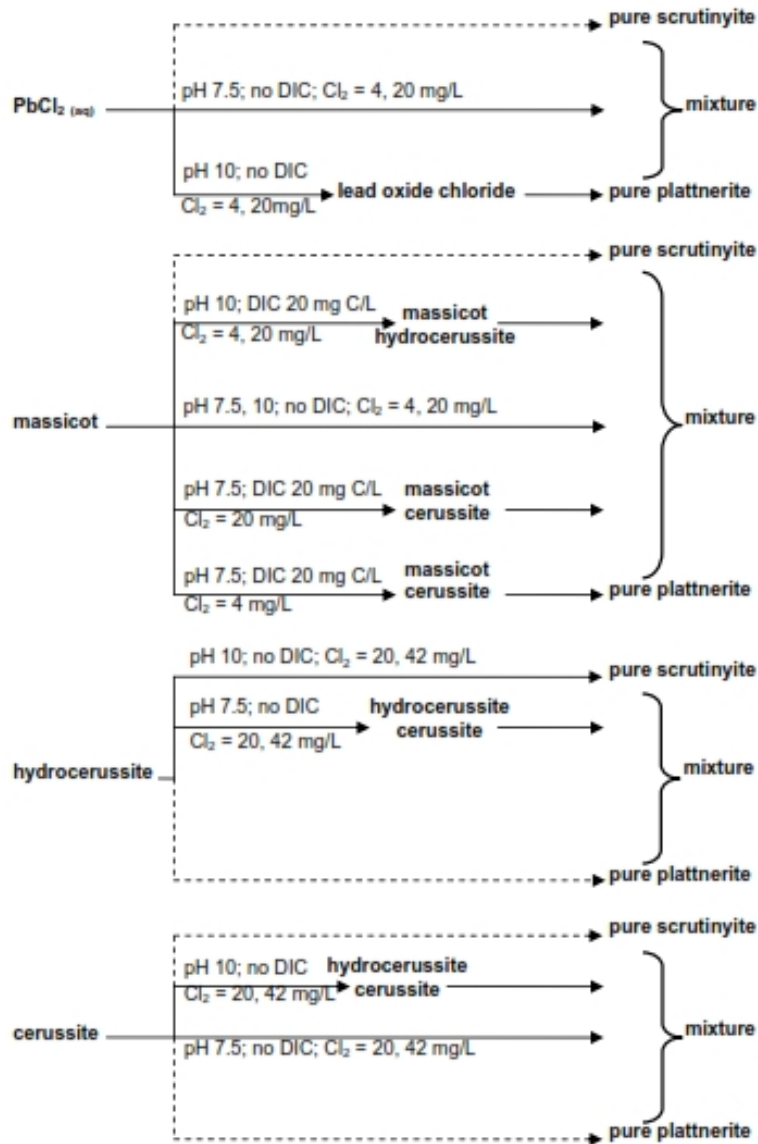 pure scrutinyite
pH 7.5; no DIC; Cl₂ = 4, 20 mg/L
PbCl₂ (aq)
mixture
pH 10; no DIC
lead oxide chloride
pure plattnerite
Cl₂ = 4, 20mg/L
pure scrutinyite
pH 10; DIC 20 mg C/L
massicot
Cl₂ = 4, 20 mg/L
hydrocerussite
pH 7.5, 10; no DIC; Cl₂ = 4, 20 mg/L
massicot
mixture
pH 7.5; DIC 20 mg C/L
massicot
Cl₂ = 20 mg/L
cerussite
pH 7.5; DIC 20 mg C/L
massicot
Cl₂ = 4 mg/L
cerussite
pure plattnerite
pH 10; no DIC; Cl₂ = 20, 42 mg/L
pure scrutinyite
pH 7.5; no DIC
hydrocerussite
Cl₂ = 20, 42 mg/L
cerussite
hydrocerussite
mixture
pure plattnerite
pure scrutinyite
pH 10; no DIC
hydrocerussite
Cl₂ = 20, 42 mg/L
cerussite
cerussite
mixture
pH 7.5; no DIC; Cl₂ = 20, 42 mg/L
pure plattnerite